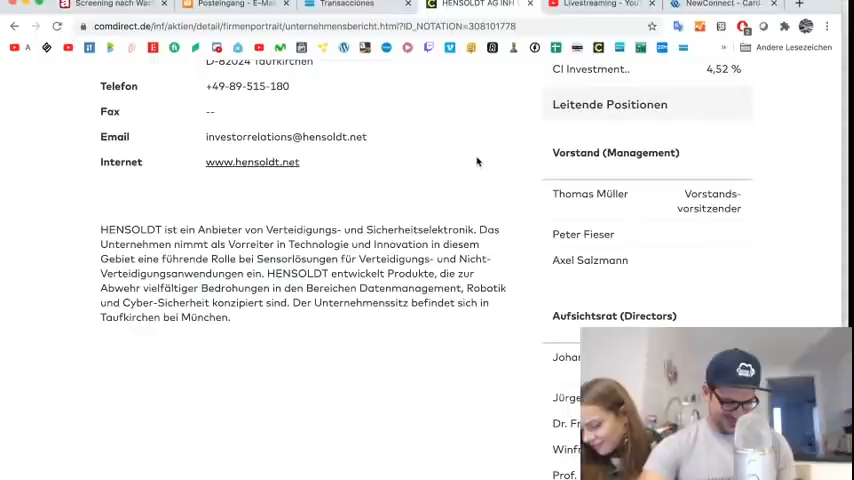 Screening nach Wac
Posteingang - E-Ma
Transacciones
HENSOLDT AG INH
Livestreaming - You
NewConnect - Card
comdirect.de/inf/aktien/detail/firmenportrait/unternehmensbericht.html?ID_NOTATION=308101778
A
Andere Lesezeichen
D-82024 Taufkirchen
Telefon +49-89-515-180
Fax --
Email investorrelations@hensoldt.net
Internet www.hensoldt.net
HENSOLDT ist ein Anbieter von Verteidigungs- und Sicherheitselektronik. Das
Unternehmen nimmt als Vorreiter in Technologie und Innovation in diesem
Gebiet eine führende Rolle bei Sensorlösungen für Verteidigungs- und Nicht-
Verteidigungsanwendungen ein. HENSOLDT entwickelt Produkte, die zur
Abwehr vielfältiger Bedrohungen in den Bereichen Datenmanagement, Robotik
und Cyber-Sicherheit konzipiert sind. Der Unternehmenssitz befindet sich in
Taufkirchen bei München.
CI Investment.. 4,52 %
Leitende Positionen
Vorstand (Management)
Thomas Müller Vorstands-
vorsitzender
Peter Fieser
Axel Salzmann
Aufsichtsrat (Directors)
Johan
Jürge
Dr. Fr
Winfr
Prof.